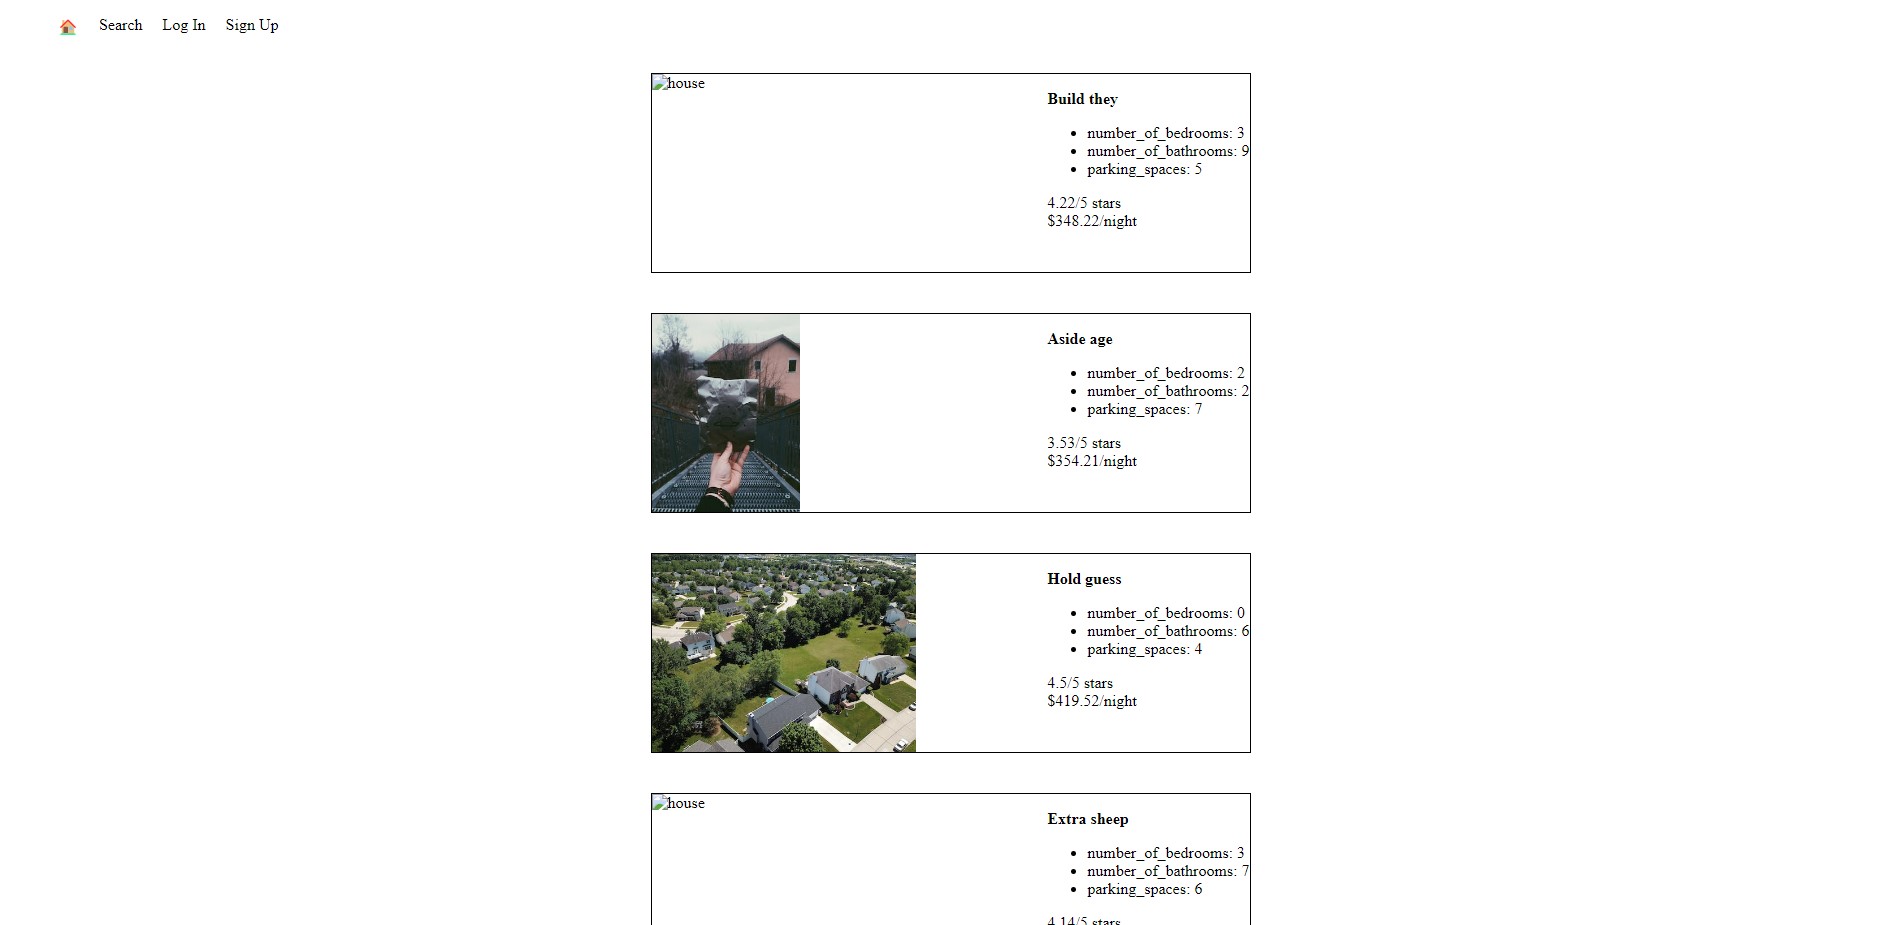 Search Log In Sign Up
house
Build they
number_of_bedrooms: 3
number_of_bathrooms: 9
parking_spaces: 5
4.22/5 stars
$348.22/night
Aside age
number_of_bedrooms: 2
number_of_bathrooms: 2
parking_spaces: 7
3.53/5 stars
$354.21/night
Hold guess
number_of_bedrooms: 0
number_of_bathrooms: 6
parking_spaces: 4
4.5/5 stars
$419.52/night
house
Extra sheep
number_of_bedrooms: 3
number_of_bathrooms: 7
parking_spaces: 6
4.14/5 stars